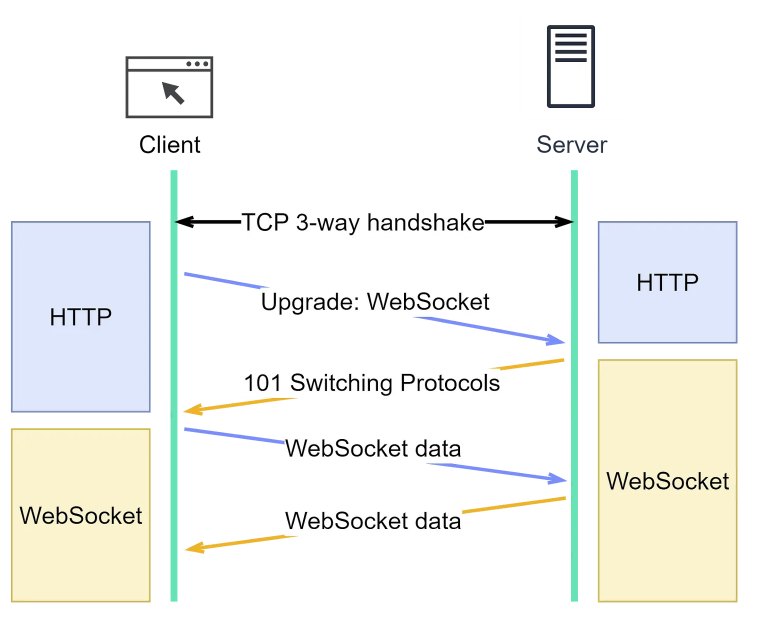 Client
Server
TCP 3-way handshake
HTTP
HTTP
Upgrade: WebSocket
101 Switching Protocols
WebSocket data
WebSocket
WebSocket
WebSocket data